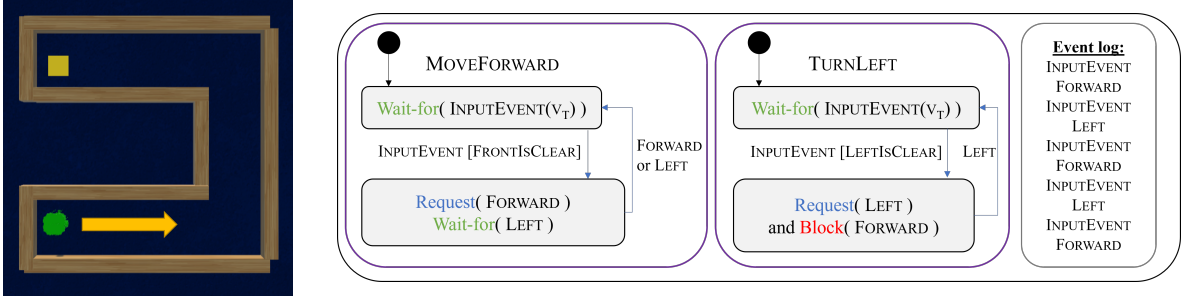 MOVEFORWARD
Wait-for( INPUTEVENT(VT) )
INPUTEVENT [FRONTISCLEAR]
FORWARD
or LEFT
Request( FORWARD )
Wait-for( LEFT )
TURNLEFT
Wait-for( INPUTEVENT(VT) )
INPUTEVENT [LEFTISCLEAR]
LEFT
Request( LEFT )
and Block( FORWARD )
Event log:
INPUTEVENT
FORWARD
INPUTEVENT
LEFT
INPUTEVENT
FORWARD
INPUTEVENT
LEFT
INPUTEVENT
FORWARD